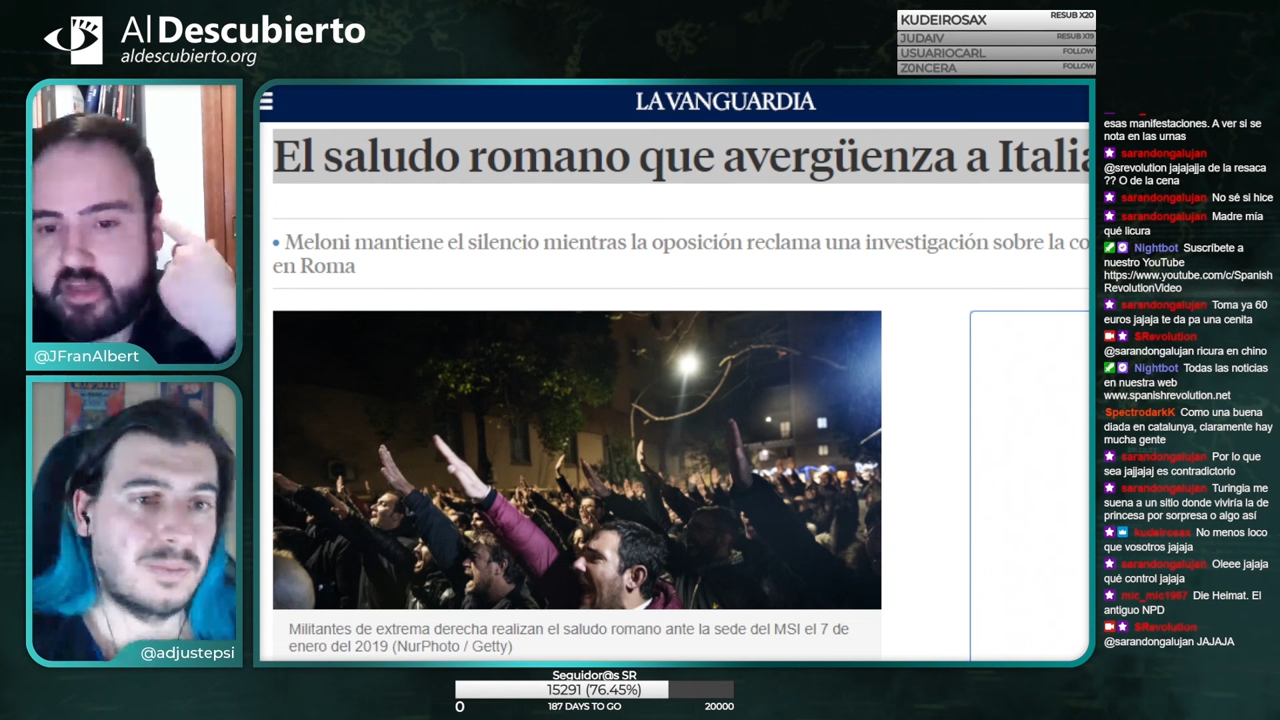 Al Descubierto
aldescubierto.org
KUDEIROSAX RESUB X20
JUDAIV RESUB X19
USUARIOCARL FOLLOW
Z0NCERA FOLLOW
LAVANGUARDIA
El saludo romano que avergüenza a Italia
• Meloni mantiene el silencio mientras la oposición reclama una investigación sobre la co
en Roma
Militantes de extrema derecha realizan el saludo romano ante la sede del MSI el 7 de
enero del 2019 (NurPhoto / Getty)
@JFranAlbert
@adjustepsi
esas manifestaciones. A ver si se
nota en las urnas
sarandongalujan
@srevolution jajajajja de la resaca
?? O de la cena
sarandongalujan No sé si hice
sarandongalujan Madre mía
qué licura
Nightbot Suscríbete a
nuestro YouTube
https://www.youtube.com/c/Spanish
RevolutionVideo
sarandongalujan Toma ya 60
euros jajaja te da pa una cenita
SRevolution
@sarandongalujan ricura en chino
Nightbot Todas las noticias
en nuestra web
www.spanishrevolution.net
SpectrodarkK Como una buena
diada en catalunya, claramente hay
mucha gente
sarandongalujan Por lo que
sea jajjajaj es contradictorio
sarandongalujan Turingia me
suena a un sitio donde viviría la de
princesa por sorpresa o algo así
kudeirosax No menos loco
que vosotros jajaja
sarandongalujan Oleee jajaja
qué control jajaja
mic_mic1967 Die Heimat. El
antiguo NPD
SRevolution
@sarandongalujan JAJAJA
Seguidor@s SR
15291 (76.45%)
0 187 DAYS TO GO 20000